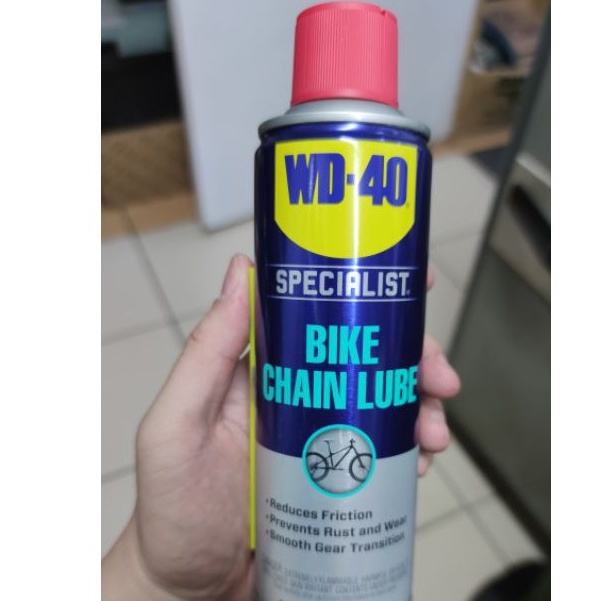 WD-40
SPECIALIST
BIKE
CHAIN LUBE
•Reduces Friction
•Prevents Rust and Wear
•Smooth Gear Transition